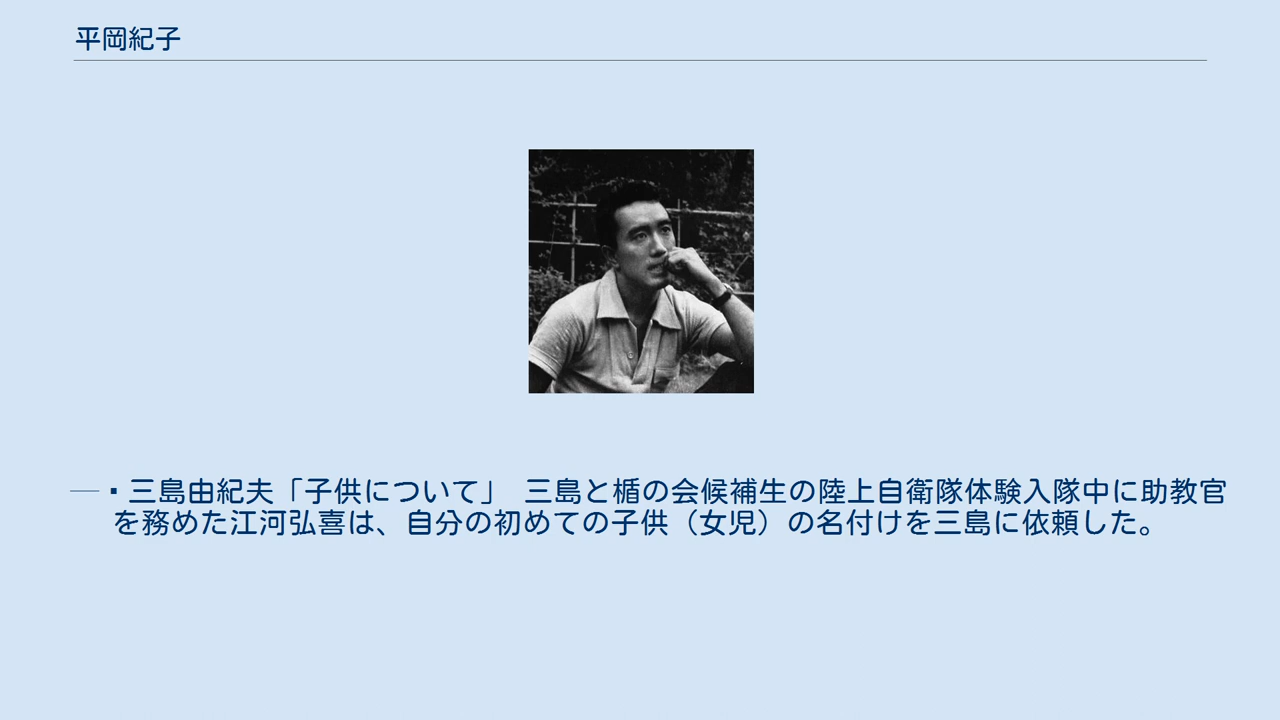 平岡紀子
▪ 三島由紀夫「子供について」 三島と楯の会候補生の陸上自衛隊体験入隊中に助教官
を務めた江河弘喜は、自分の初めての子供（女児）の名付けを三島に依頼した。